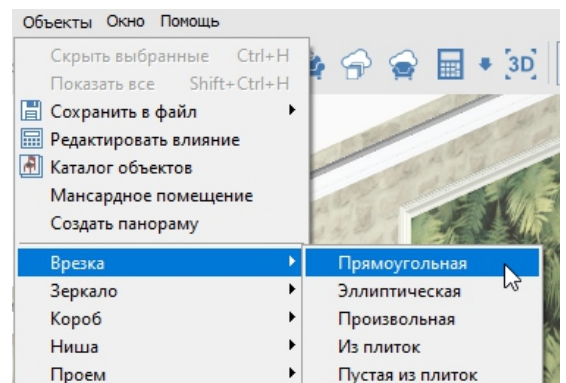 Объекты Окно Помощь
Скрыть выбранные Ctrl+H
Показать все Shift+Ctrl+H
3D
Сохранить в файл
Редактировать влияние
Каталог объектов
Мансардное помещение
Создать панораму
Врезка Прямоугольная
Зеркало Эллиптическая
Короб Произвольная
Ниша Из плиток
Проем Пустая из плиток